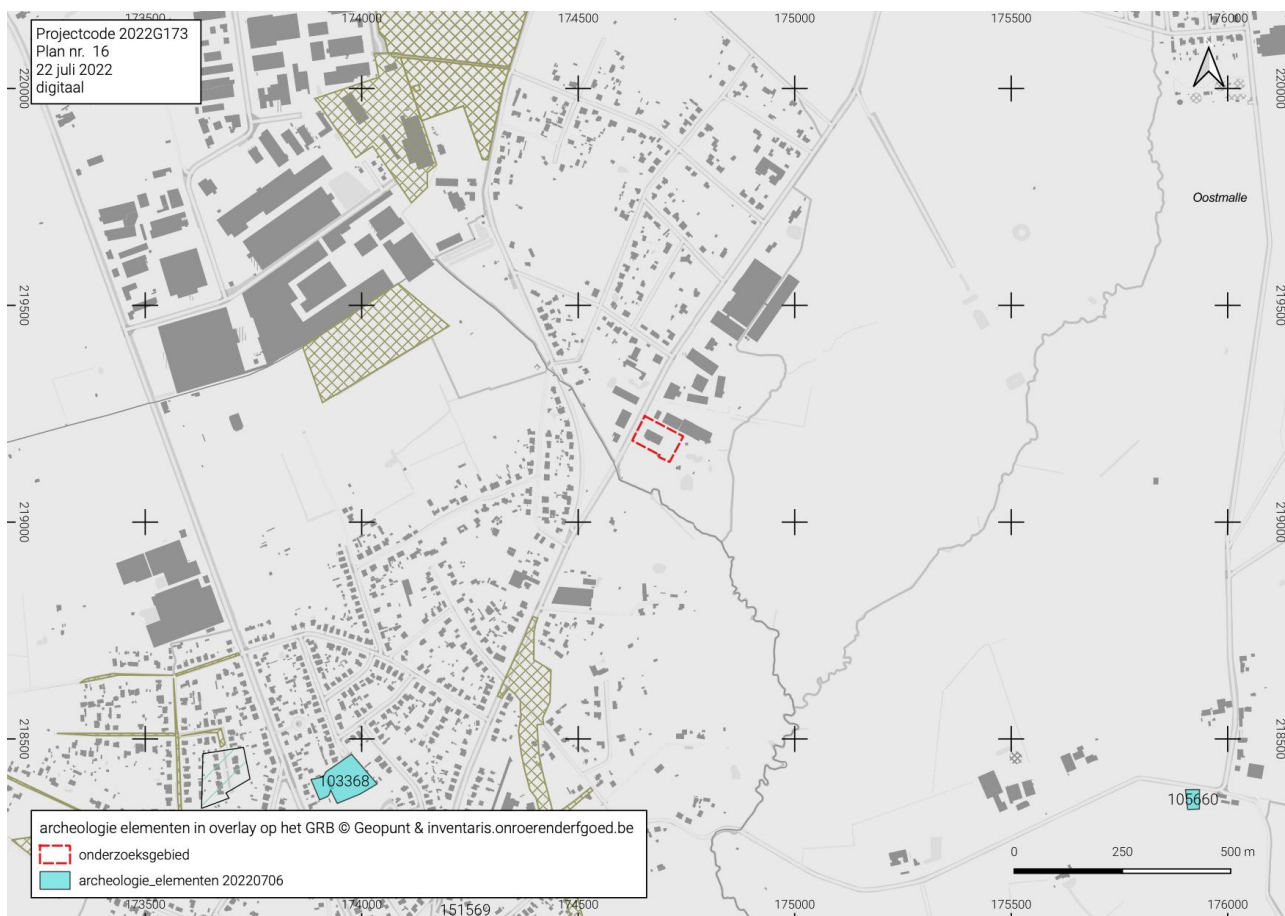 173500
174000
174500
175000
175500
176000
Projectcode 2022G173
Plan nr. 16
22 juli 2022
digitaal
220000
220000
Oostmalle
219500
219500
219000
219000
218500
218500
103368
105660
archeologie elementen in overlay op het GRB © Geopunt & inventaris.onroerenderfgoed.be
onderzoeksgebied
archeologie_elementen 20220706
0
250
500 m
151569
173500
174000
174500
175000
175500
176000